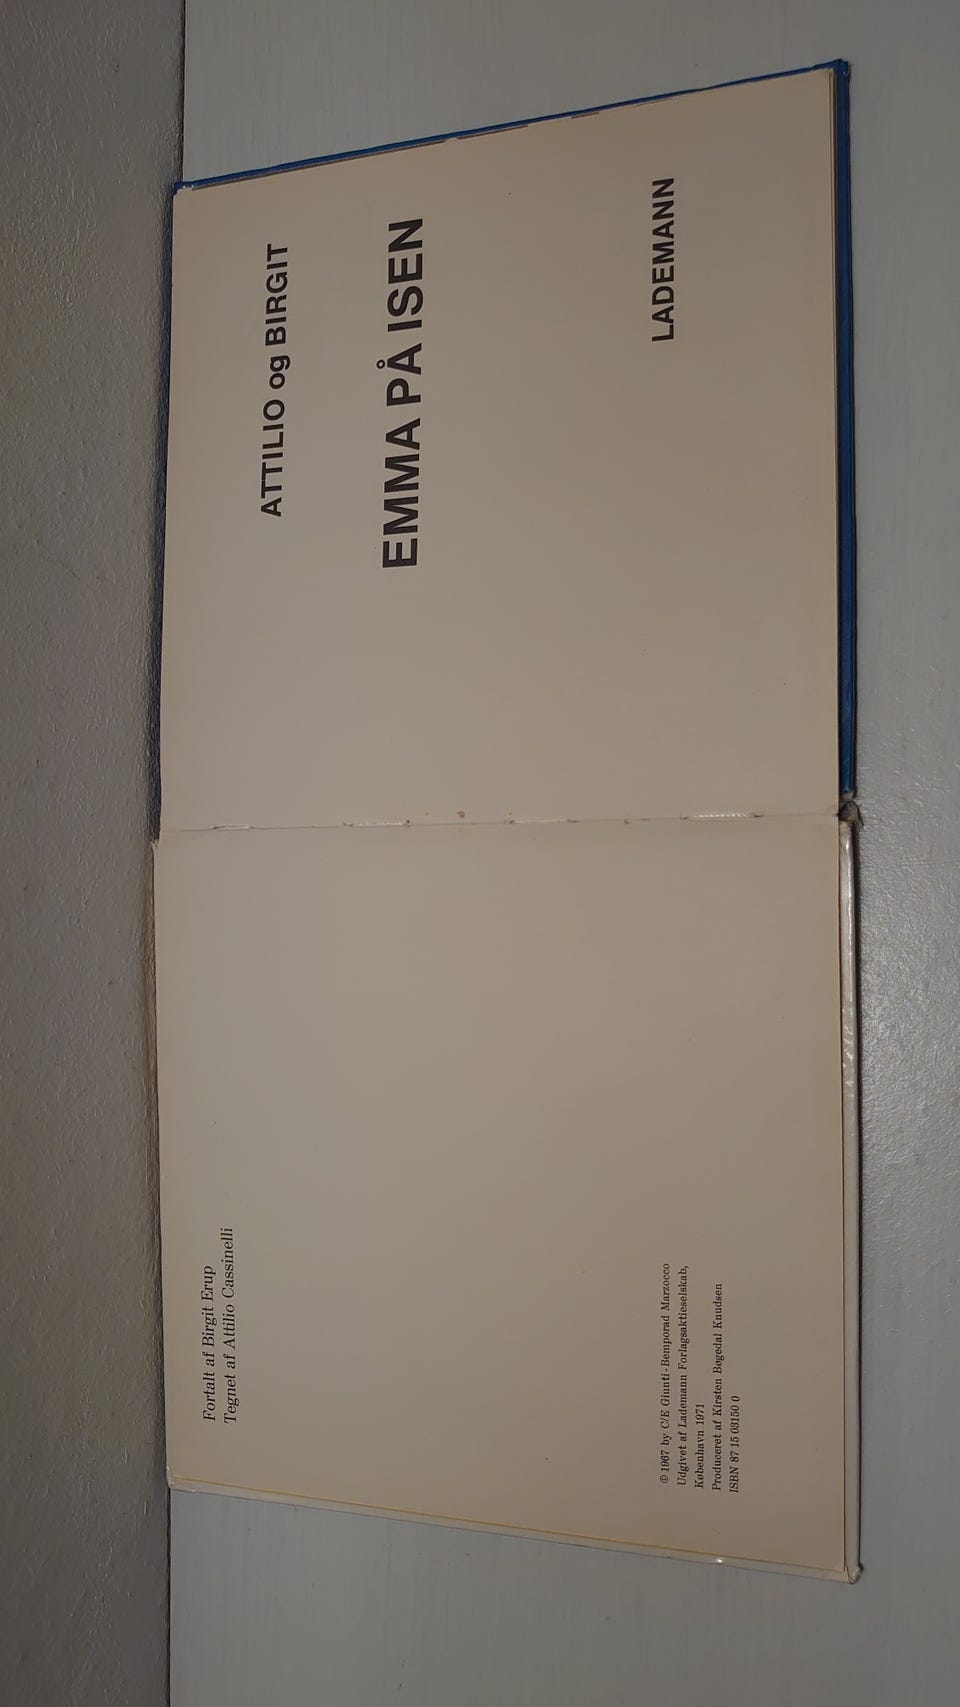 Fortalt af Birgit Erup
Tegnet af Attilio Cassinelli
© 1967 by C/E Giunti - Bemporad Marzocco
Udgivet af Lademann Forlagsaktieselskab,
København 1971
Produceret af Kirsten Bøgedal Knudsen
ISBN 87 15 03150 0
ATTILIO og BIRGIT
EMMA PÅ ISEN
LADEMANN